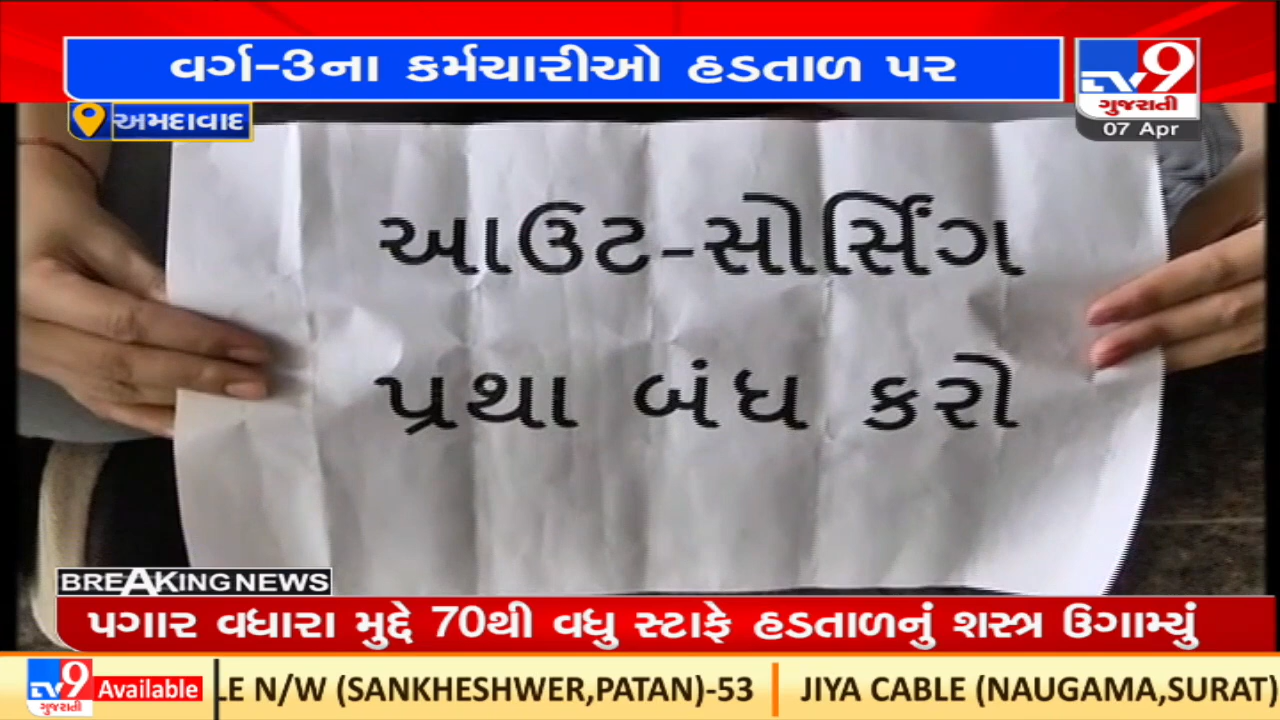 વર્ગ-3ના કર્મચારીઓ હડતાળ પર
TV9
ગુજરાતી
07 Apr
અમદાવાદ
આઉટ-સોર્સિંગ
પ્રથા બંધ કરો
BREAKING NEWS
પગાર વધારા મુદ્દે 70થી વધુ સ્ટાફે હડતાળનું શસ્ત્ર ઉગામ્યું
TV9
ગુજરાતી
Available
LE N/W (SANKHESHWER,PATAN)-53 | JIYA CABLE (NAUGAMA,SURAT)